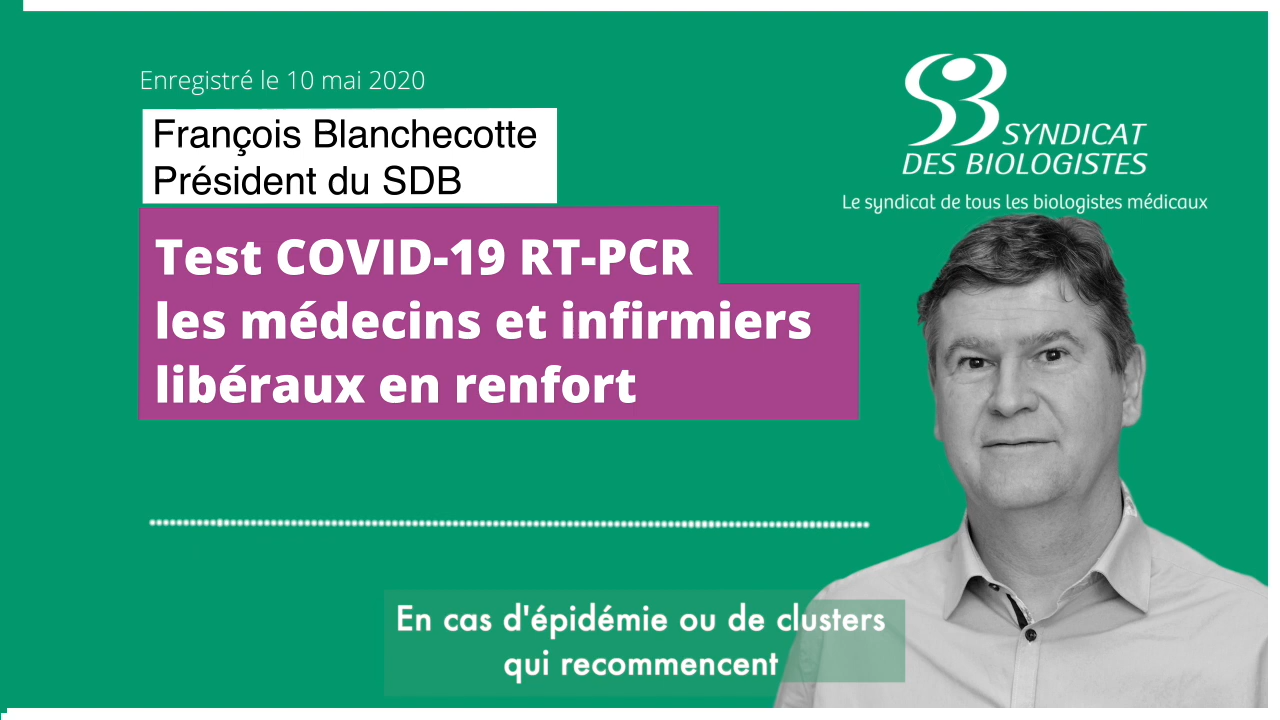 Enregistré le 10 mai 2020
François Blanchecotte
Président du SDB
SYNDICAT
DES BIOLOGISTES
Le syndicat de tous les biologistes médicaux
Test COVID-19 RT-PCR
les médecins et infirmiers
libéraux en renfort
En cas d'épidémie ou de clusters
qui recommencent